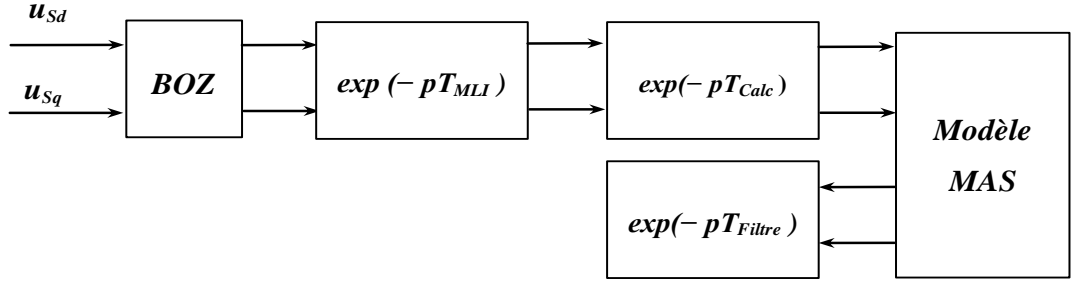 u_Sd
BOZ
exp (− pT_MLI )
exp(− pT_Calc )
u_Sq
Modèle
MAS
exp(− pT_Filtre )